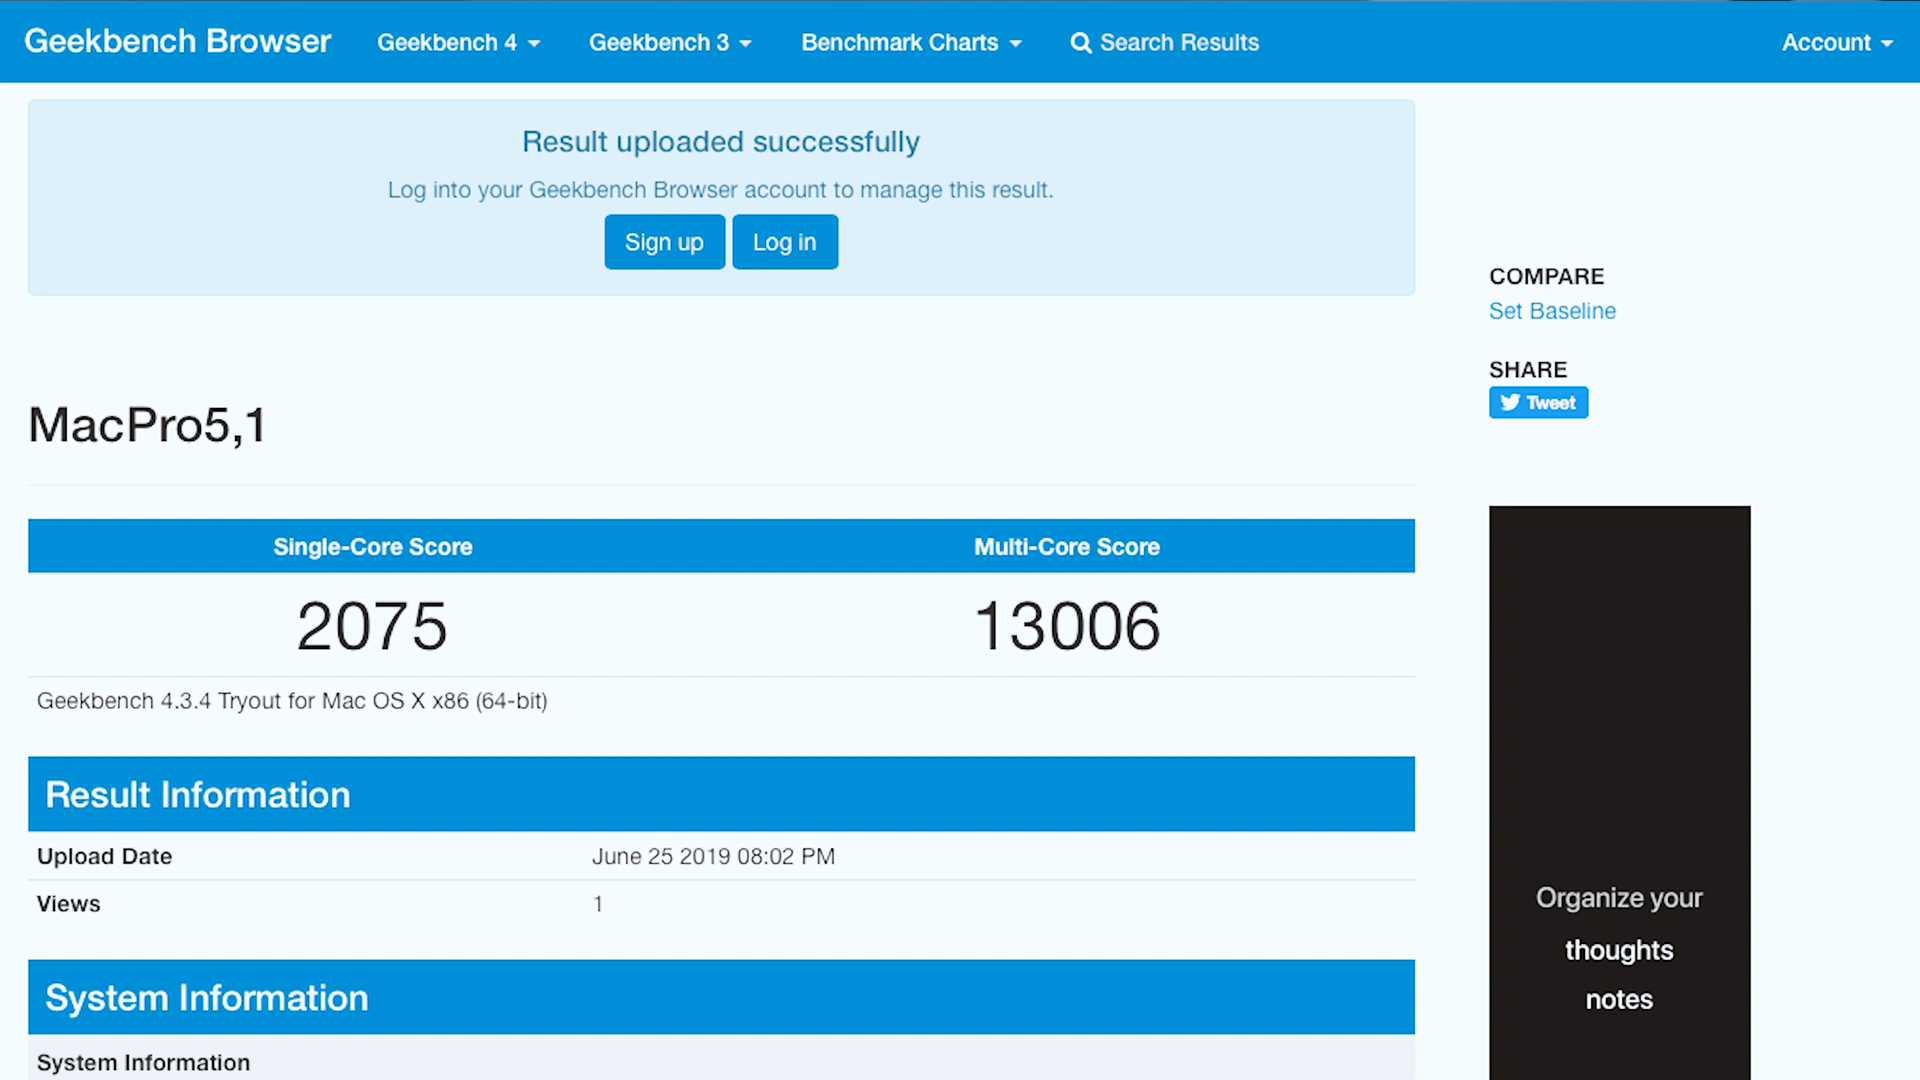 Geekbench Browser Geekbench 4 Geekbench 3 Benchmark Charts Search Results Account
Result uploaded successfully
Log into your Geekbench Browser account to manage this result.
Sign up Log in
COMPARE
Set Baseline
SHARE
Tweet
MacPro5,1
Single-Core Score Multi-Core Score
2075 13006
Geekbench 4.3.4 Tryout for Mac OS X x86 (64-bit)
Result Information
Upload Date June 25 2019 08:02 PM
Views 1
System Information
System Information
Organize your
thoughts
notes